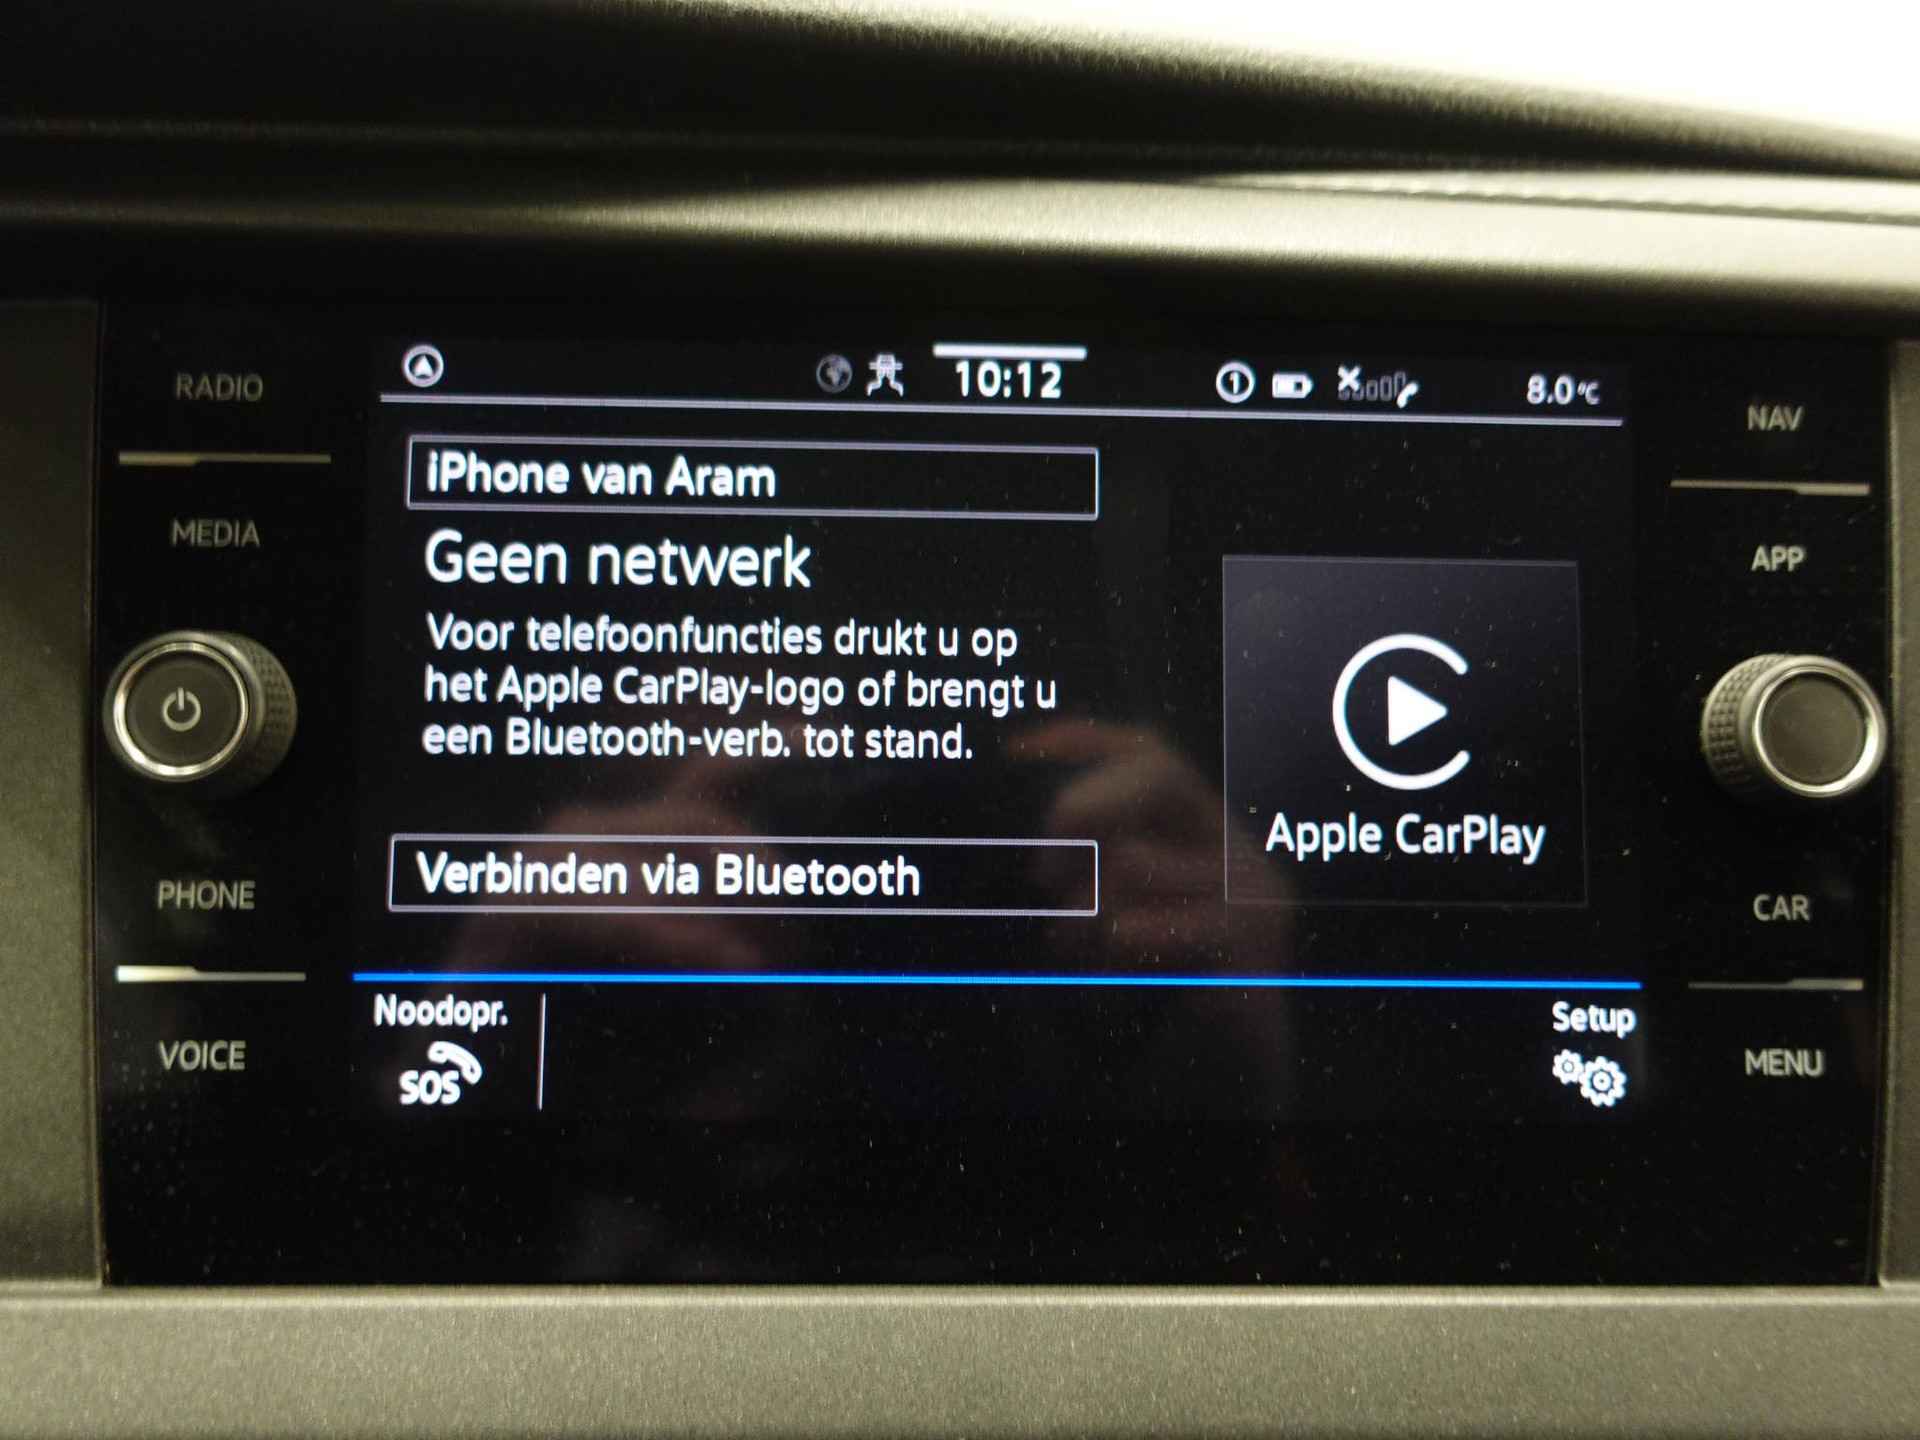 RADIO
MEDIA
PHONE
VOICE
10:12
1
8.0°C
iPhone van Aram
Geen netwerk
Voor telefoonfuncties drukt u op
het Apple CarPlay-logo of brengt u
een Bluetooth-verb. tot stand.
Verbinden via Bluetooth
Apple CarPlay
Noodopr.
SOS
Setup
NAV
APP
CAR
MENU